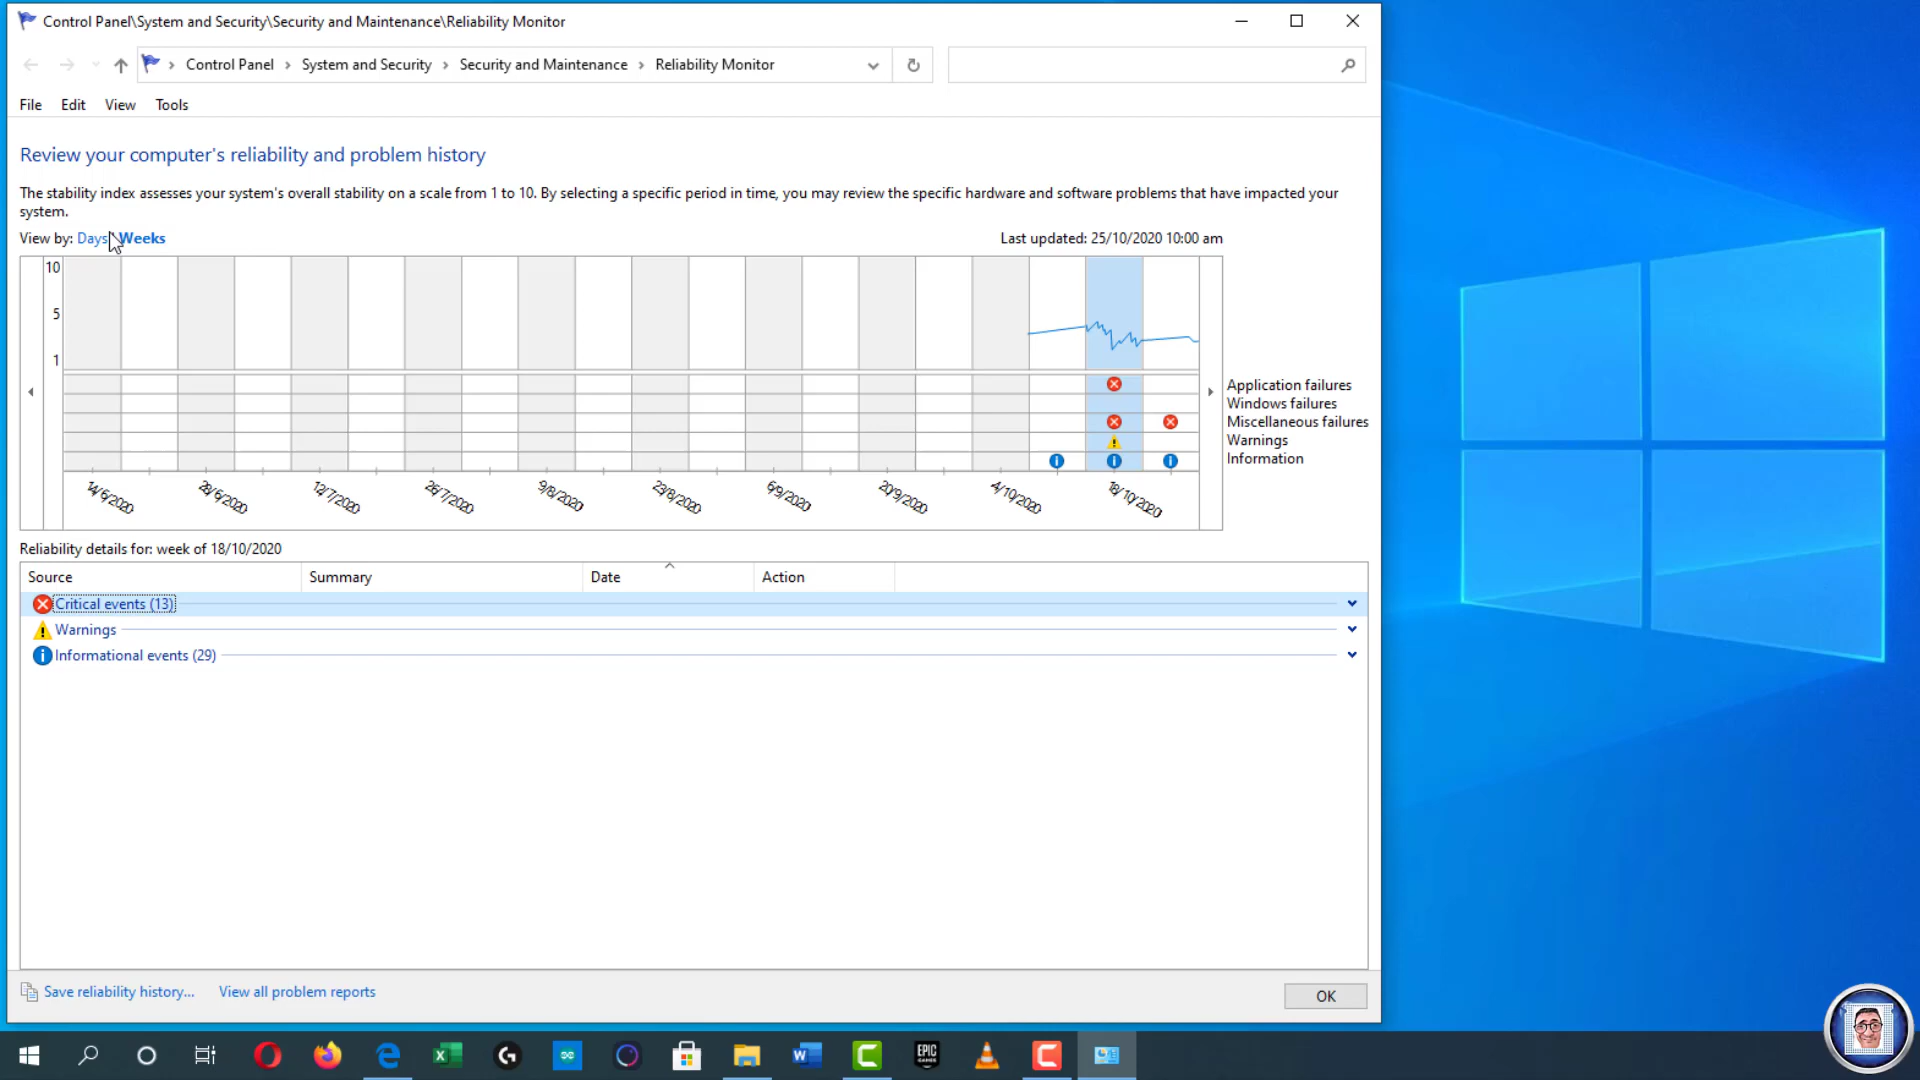 Control Panel\System and Security\Security and Maintenance\Reliability Monitor
Control Panel › System and Security › Security and Maintenance › Reliability Monitor
File Edit View Tools
Review your computer's reliability and problem history
The stability index assesses your system's overall stability on a scale from 1 to 10. By selecting a specific period in time, you may review the specific hardware and software problems that have impacted your
system.
View by: Days Weeks
Last updated: 25/10/2020 10:00 am
10
5
1
Application failures
Windows failures
Miscellaneous failures
Warnings
Information
14/6/2020 28/6/2020 12/7/2020 26/7/2020 9/8/2020 23/8/2020 6/9/2020 20/9/2020 4/10/2020 18/10/2020
Reliability details for: week of 18/10/2020
Source Summary Date Action
Critical events (13)
Warnings
Informational events (29)
Save reliability history... View all problem reports
OK
EPIC
GAMES